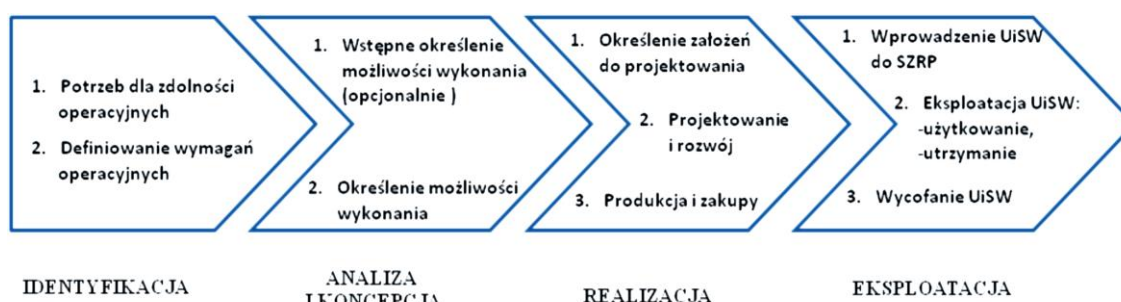 1. Potrzeb dla zdolności
operacyjnych
2. Definiowanie wymagań
operacyjnych
1. Wstępne określenie
możliwości wykonania
(opcjonalnie )
2. Określenie możliwości
wykonania
1. Określenie założeń
do projektowania
2. Projektowanie
i rozwój
3. Produkcja i zakupy
1. Wprowadzenie UiSW
do SZRP
2. Eksploatacja UiSW:
-użytkowanie,
-utrzymanie
3. Wycofanie UiSW
IDENTYFIKACJA
ANALIZA
I KONCEPCJA
REALIZACJA
EKSPLOATACJA